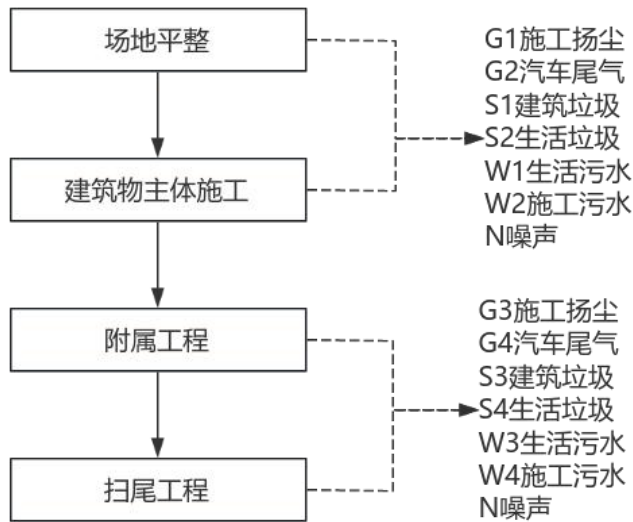 场地平整
建筑物主体施工
附属工程
扫尾工程
G1施工扬尘
G2汽车尾气
S1建筑垃圾
S2生活垃圾
W1生活污水
W2施工污水
N噪声
G3施工扬尘
G4汽车尾气
S3建筑垃圾
S4生活垃圾
W3生活污水
W4施工污水
N噪声